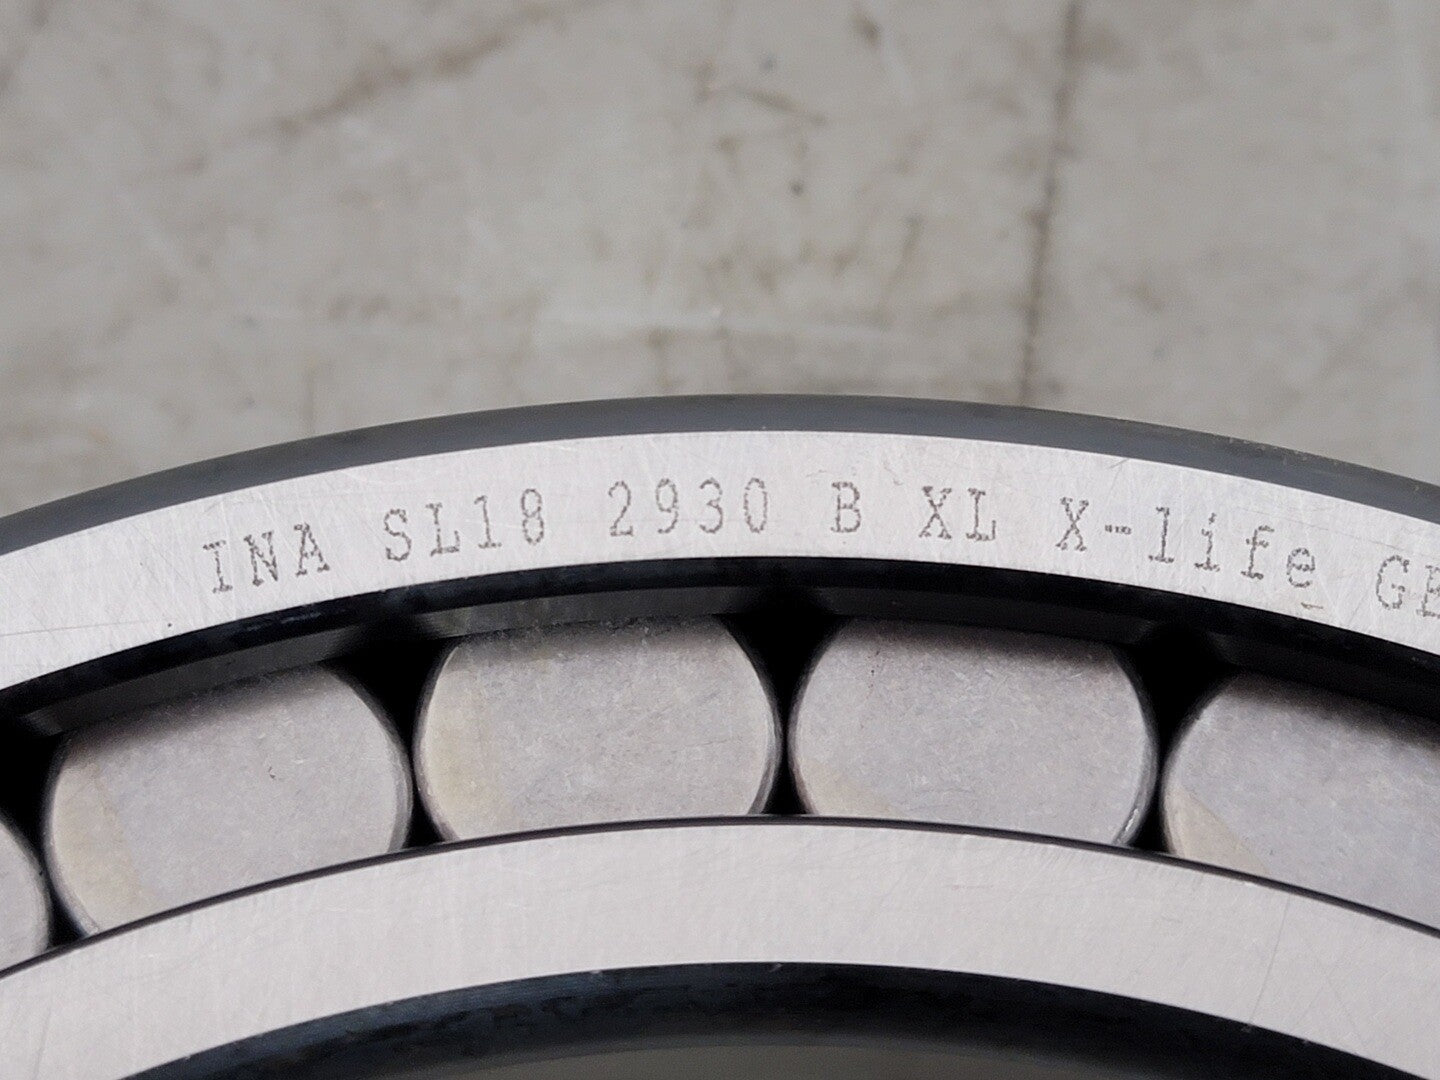 INA SL18 2930 B XL X-life